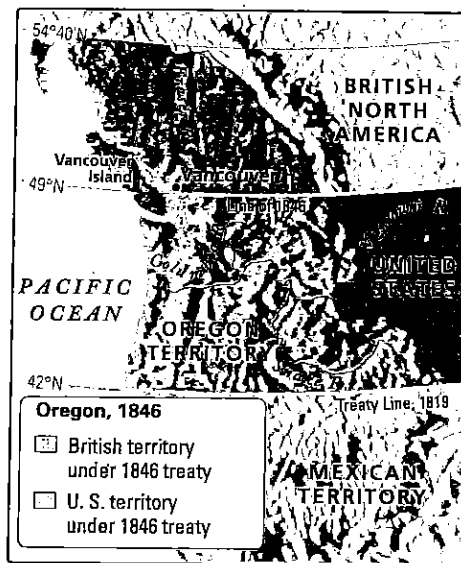 54°40'N
BRITISH
NORTH
AMERICA
Vancouver
Island
Vancouver
49°N
Line of 1846
UNITED
STATES
PACIFIC
OCEAN
OREGON
TERRITORY
42°N
Treaty Line, 1819
Oregon, 1846
British territory
under 1846 treaty
U. S. territory
under 1846 treaty
MEXICAN
TERRITORY